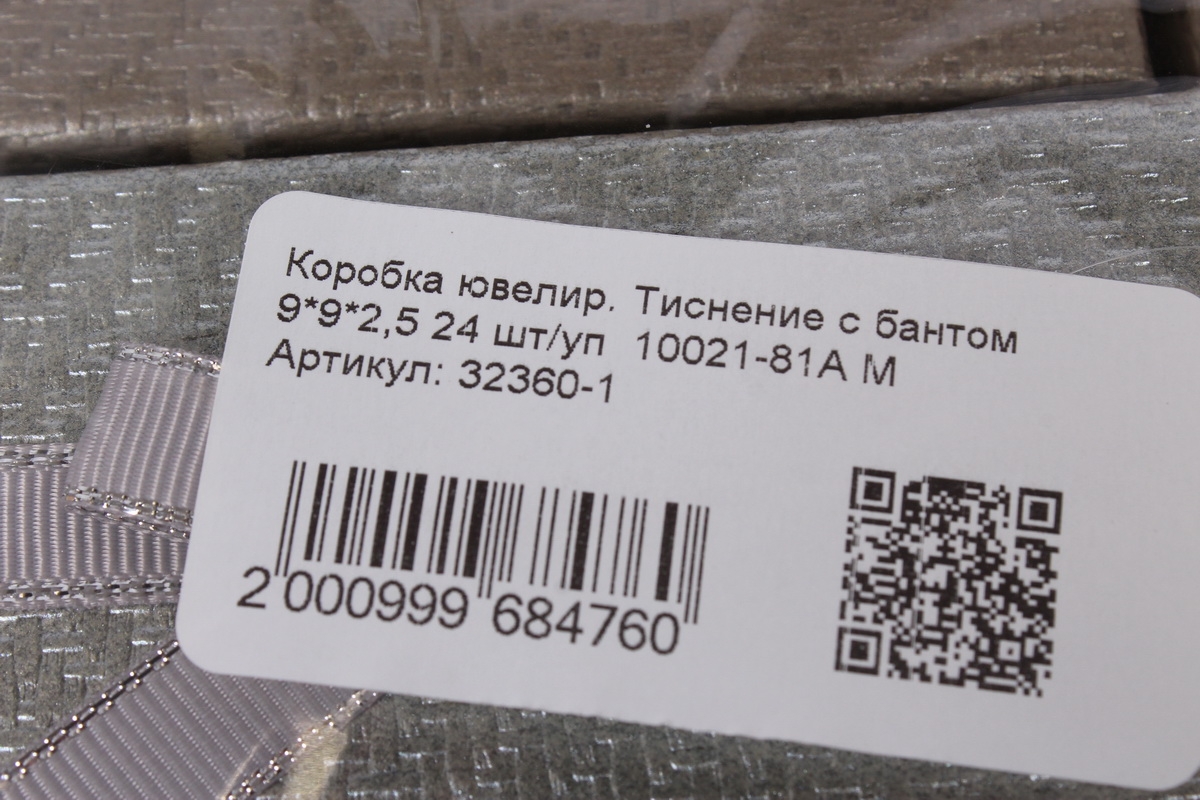 Коробка ювелир. Тиснение с бантом
9*9*2,5 24 шт/уп 10021-81A M
Артикул: 32360-1
2 000999 684760